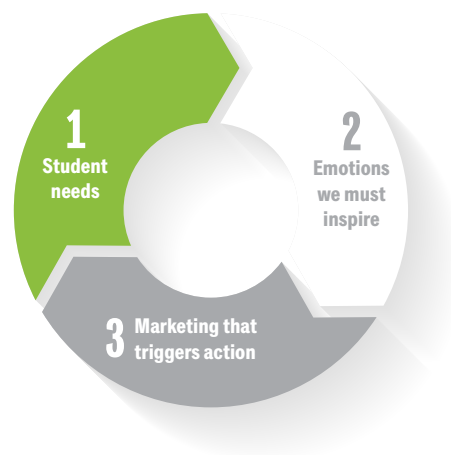 1
Student
needs
2
Emotions
we must
inspire
3
Marketing that
triggers action